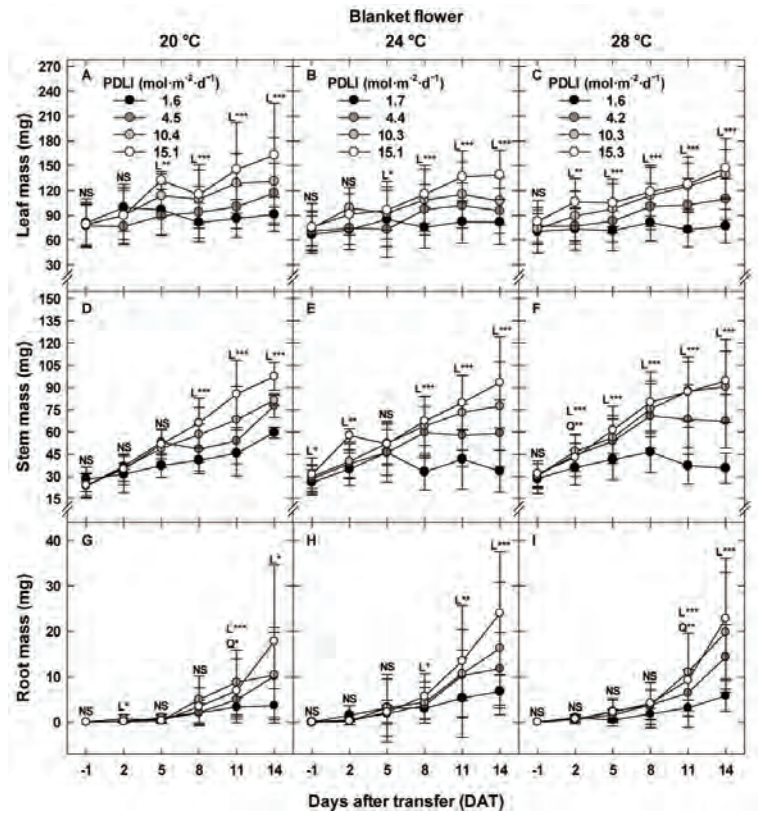 Blanket flower
20 °C 24 °C 28 °C
A B C
PDLI (mol·m⁻²·d⁻¹) PDLI (mol·m⁻²·d⁻¹) PDLI (mol·m⁻²·d⁻¹)
1.6 1.7 1.6
4.5 4.4 4.2
10.4 10.3 10.3
15.1 15.1 15.3
Leaf mass (mg)
270
240
210
180
150
120
90
60
30
NS NS L** L*** L*** L***
NS NS L* L*** L*** L***
NS L** L** L*** L*** L***
D E F
Stem mass (mg)
150
135
120
105
90
75
60
45
30
15
NS NS NS L*** L*** L***
L* L** NS L*** L*** L***
NS L*** Q** L*** L*** L*** L***
G H I
Root mass (mg)
40
30
20
10
0
NS L* NS NS L*** Q* L*
NS NS NS L* L** L***
NS NS NS NS L*** Q** L***
-1 2 5 8 11 14 -1 2 5 8 11 14 -1 2 5 8 11 14
Days after transfer (DAT)